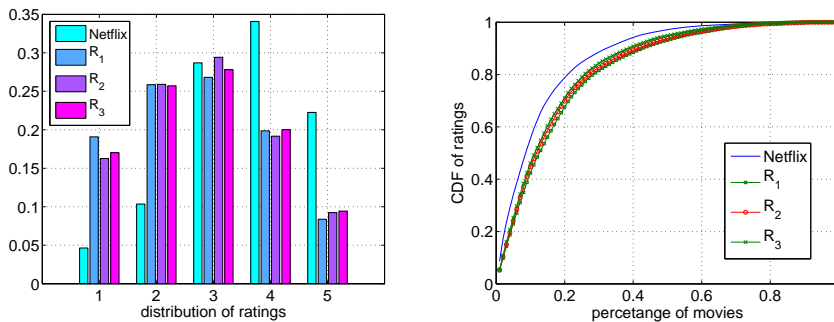 0.35
0.3
0.25
0.2
0.15
0.1
0.05
0
Netflix
R1
R2
R3
1 2 3 4 5
distribution of ratings
1
0.8
0.6
0.4
0.2
0
CDF of ratings
Netflix
R1
R2
R3
0 0.2 0.4 0.6 0.8
percetange of movies